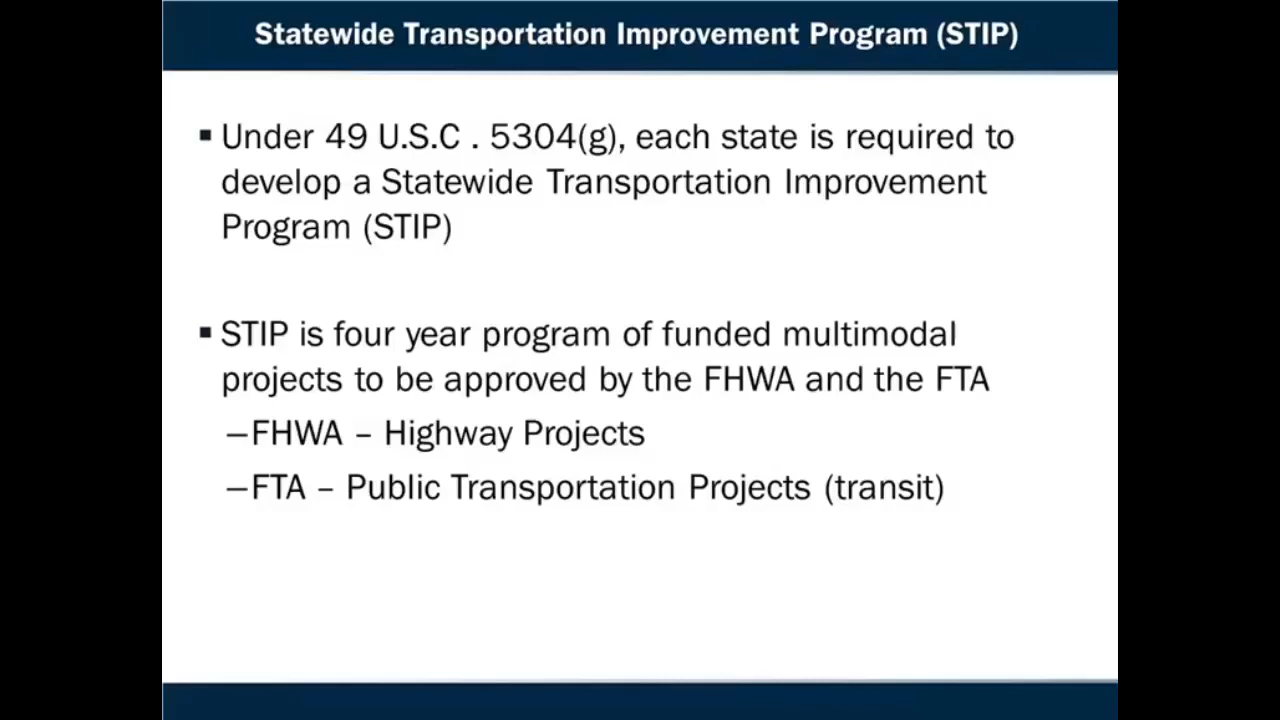 Statewide Transportation Improvement Program (STIP)
▪ Under 49 U.S.C . 5304(g), each state is required to
develop a Statewide Transportation Improvement
Program (STIP)
▪ STIP is four year program of funded multimodal
projects to be approved by the FHWA and the FTA
–FHWA – Highway Projects
–FTA – Public Transportation Projects (transit)